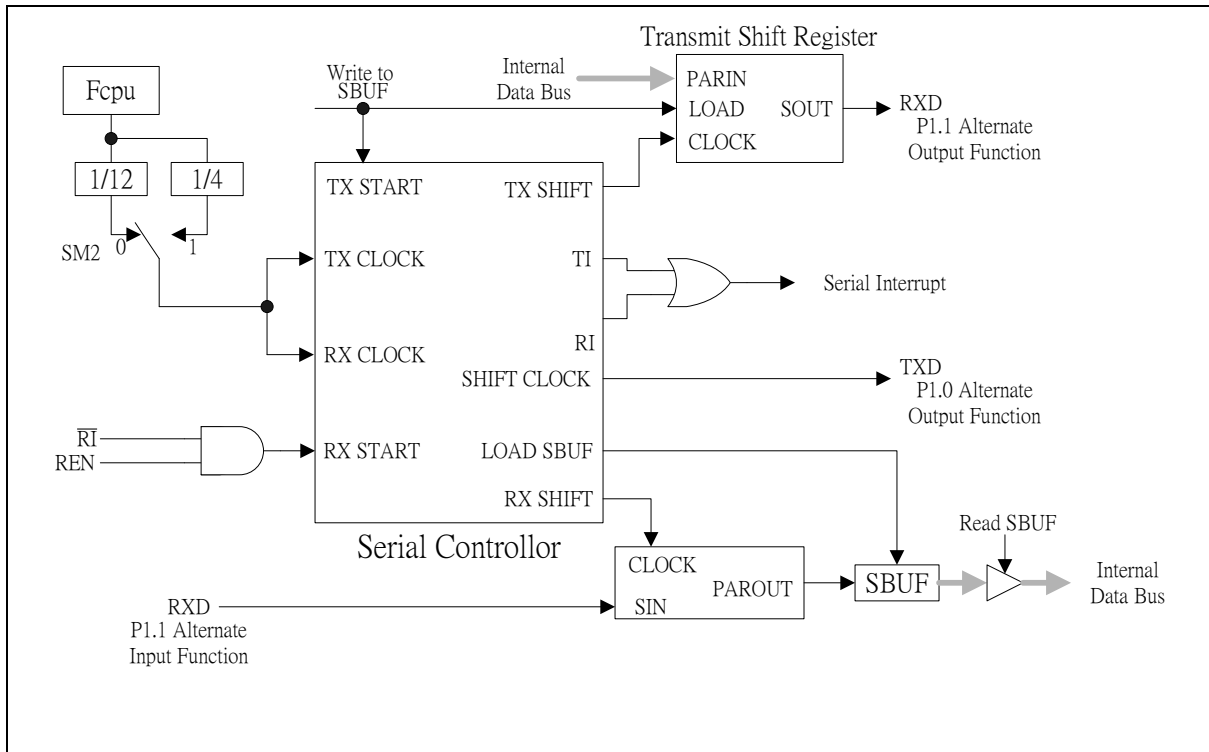 Transmit Shift Register
Fcpu
Write to
SBUF
Internal
Data Bus
PARIN
LOAD
SOUT
CLOCK
RXD
P1.1 Alternate
Output Function
1/12
1/4
SM2
0
1
TX START
TX SHIFT
TX CLOCK
TI
Serial Interrupt
RX CLOCK
RI
SHIFT CLOCK
TXD
P1.0 Alternate
Output Function
RI
REN
RX START
LOAD SBUF
RX SHIFT
Serial Controllor
Read SBUF
CLOCK
PAROUT
SIN
SBUF
Internal
Data Bus
RXD
P1.1 Alternate
Input Function